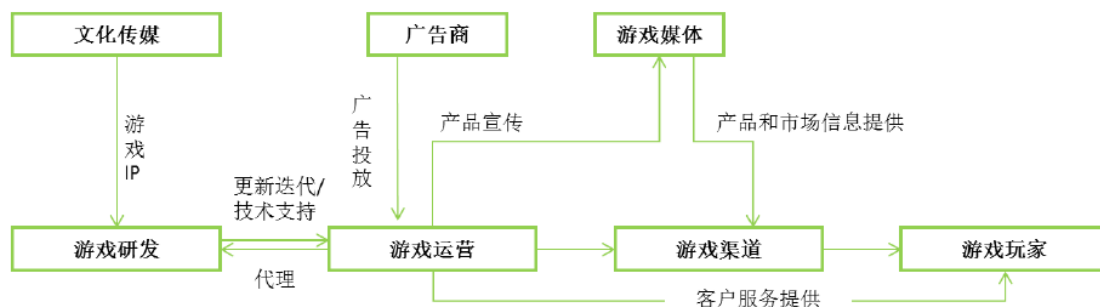 文化传媒
广告商
游戏媒体
游戏IP
广告投放
产品宣传
产品和市场信息提供
更新迭代/
技术支持
游戏研发
游戏运营
游戏渠道
游戏玩家
代理
客户服务提供